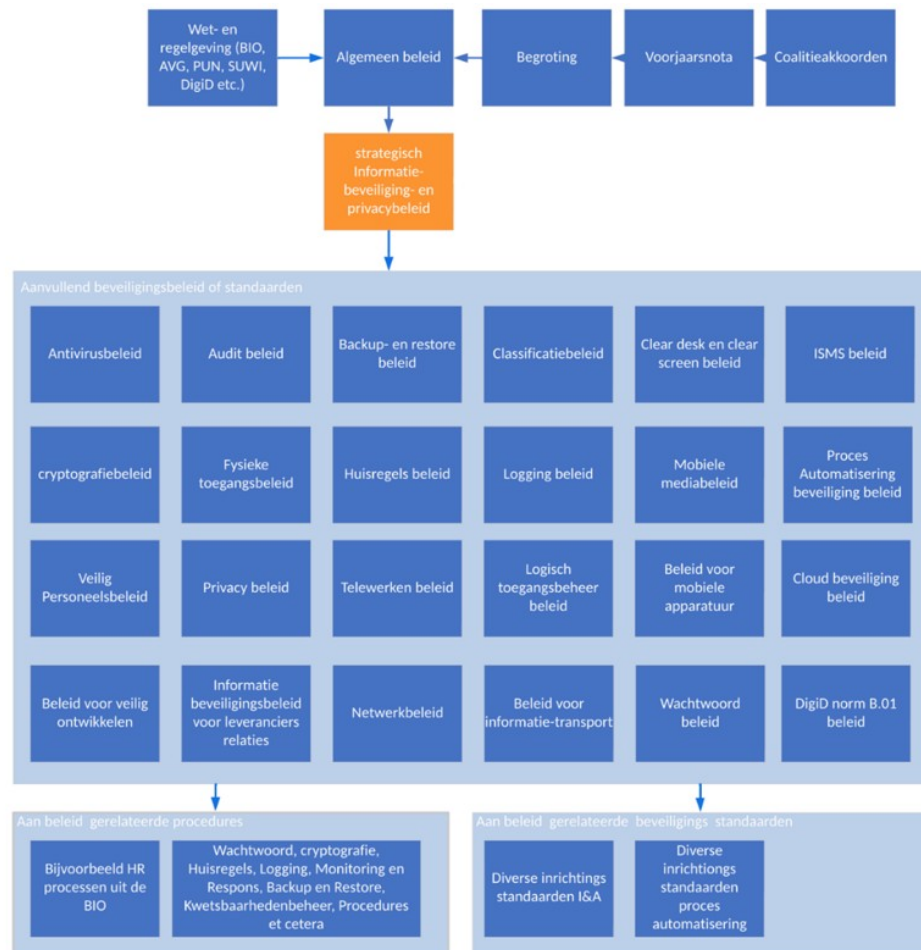 Wet- en
regelgeving (BIO,
AVG, PUN, SUWI,
DigiD etc.)
Algemeen beleid
Begroting
Voorjaarsnota
Coalitieakkoorden
strategisch
Informatie-
beveiliging- en
privacybeleid
Aanvullend beveiligingsbeleid of standaarden
Antivirusbeleid
Audit beleid
Backup- en restore
beleid
Classificatiebeleid
Clear desk en clear
screen beleid
ISMS beleid
cryptografiebeleid
Fysieke
toegangsbeleid
Huisregels beleid
Logging beleid
Mobiele
mediabeleid
Proces
Automatisering
beveiliging beleid
Veilig
Personeelsbeleid
Privacy beleid
Telewerken beleid
Logisch
toegangsbeheer
beleid
Beleid voor
mobiele
apparatuur
Cloud beveiliging
beleid
Beleid voor veilig
ontwikkelen
Informatie
beveiligingsbeleid
voor leveranciers
relaties
Netwerkbeleid
Beleid voor
informatie-transport
Wachtwoord
beleid
DigiD norm B.01
beleid
Aan beleid gerelateerde procedures
Bijvoorbeeld HR
processen uit de
BIO
Wachtwoord, cryptografie,
Huisregels, Logging, Monitoring en
Respons, Backup en Restore,
Kwetsbaarhedenbeheer, Procedures
et cetera
Aan beleid gerelateerde beveiligings standaarden
Diverse inrichtings
standaarden I&A
Diverse
inrichtiongs
standaarden
proces
automatisering